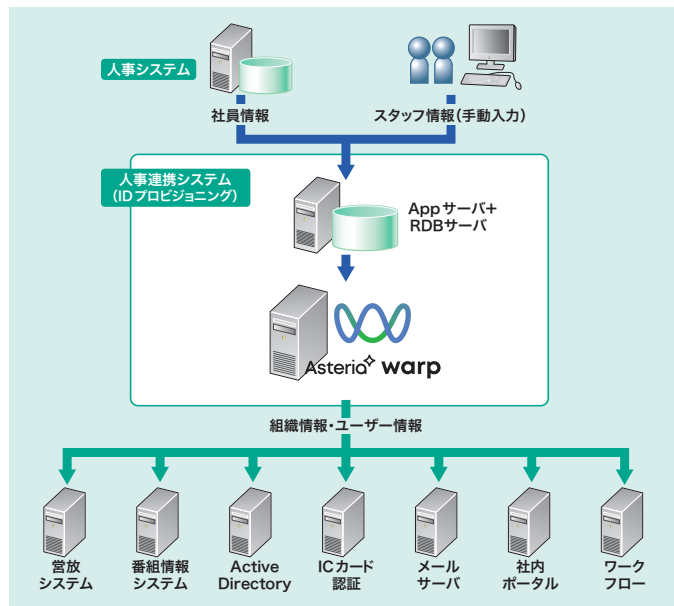 人事システム
社員情報
スタッフ情報(手動入力)
人事連携システム
(IDプロビジョニング)
Appサーバ+
RDBサーバ
Asteria warp
組織情報・ユーザー情報
営放
システム
番組情報
システム
Active
Directory
ICカード
認証
メール
サーバ
社内
ポータル
ワーク
フロー